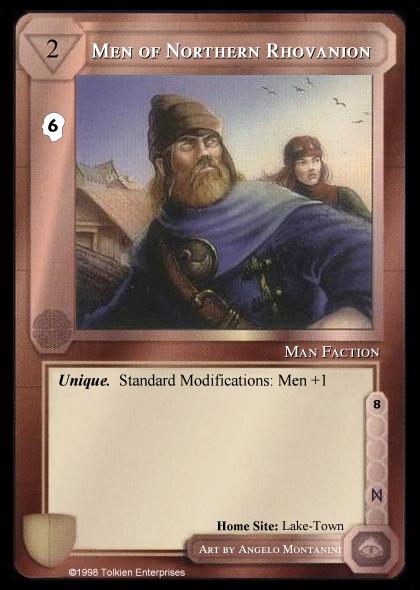 2
MEN OF NORTHERN RHOVANION
6
MAN FACTION
Unique. Standard Modifications: Men +1
8
ᛞ
Home Site: Lake-Town
ART BY ANGELO MONTANINI
©1998 Tolkien Enterprises